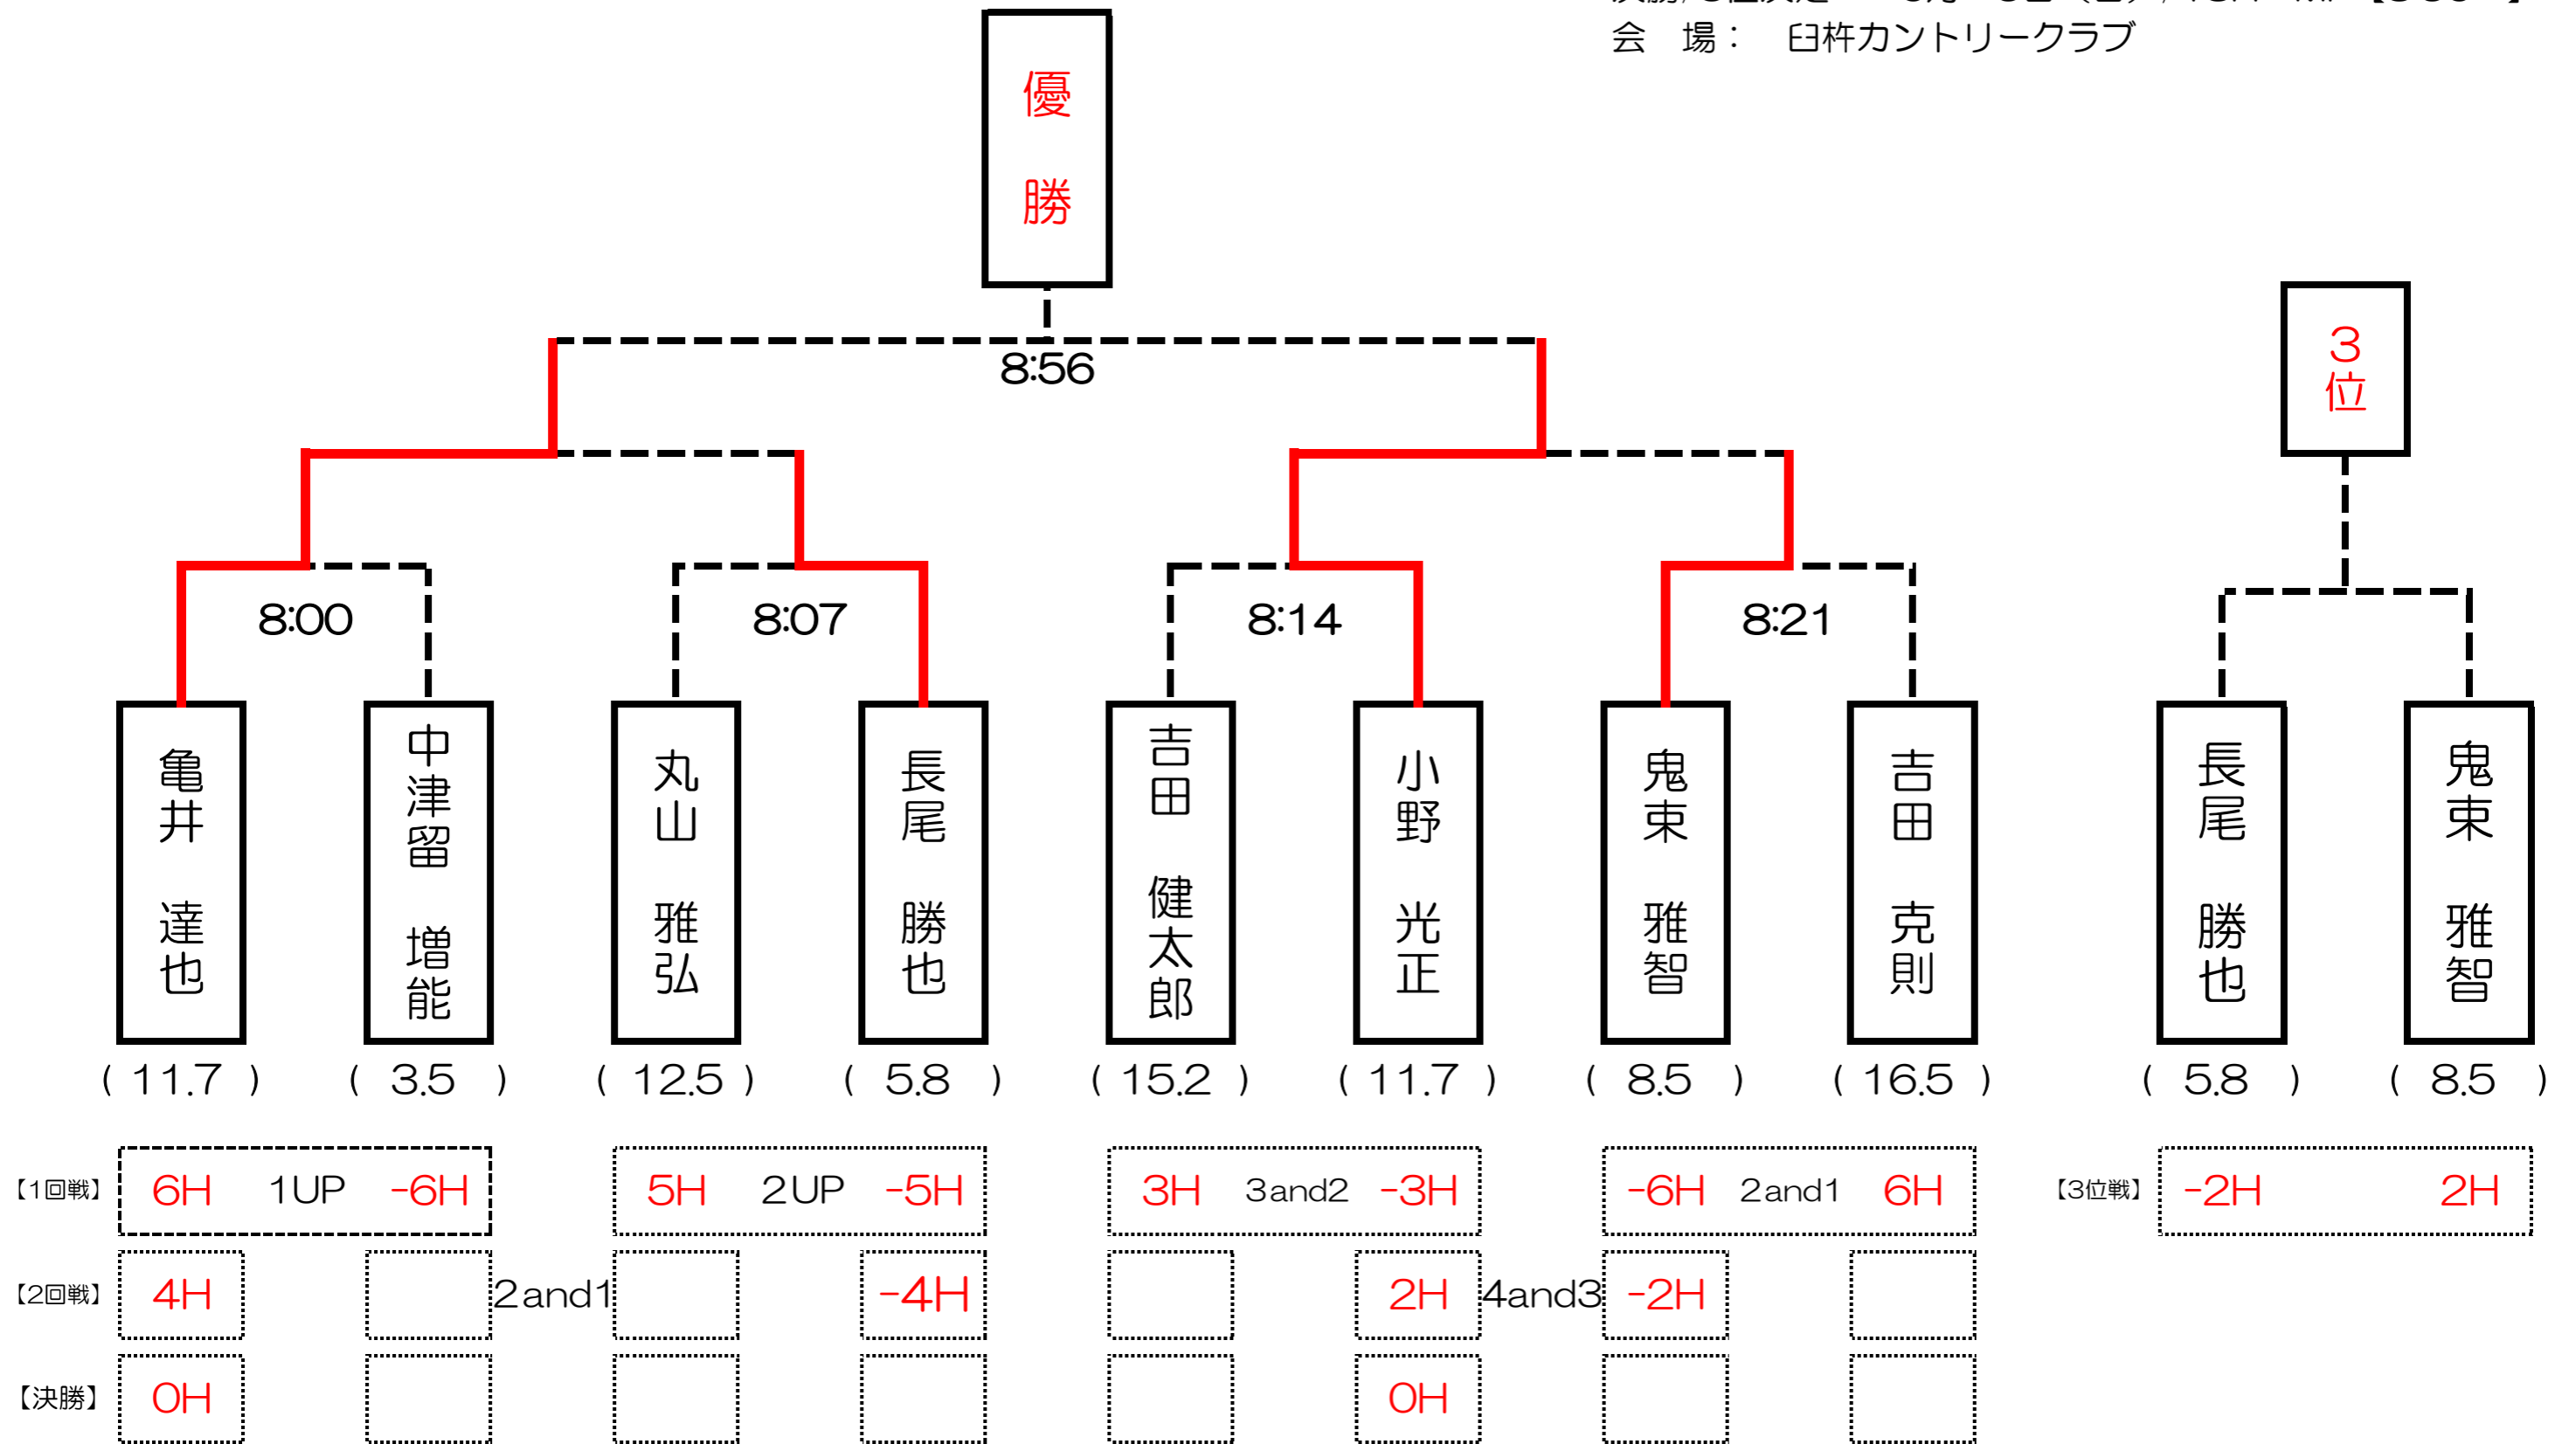 会 場： 臼杵カントリークラブ
優勝
3位
8:56
8:00 8:07 8:14 8:21
亀井 達也
中津留 増能
丸山 雅弘
長尾 勝也
吉田 健太郎
小野 光正
鬼束 雅智
吉田 克則
長尾 勝也
鬼束 雅智
( 11.7 ) ( 3.5 ) ( 12.5 ) ( 5.8 ) ( 15.2 ) ( 11.7 ) ( 8.5 ) ( 16.5 ) ( 5.8 ) ( 8.5 )
【1回戦】 6H 1UP -6H 5H 2UP -5H 3H 3and2 -3H -6H 2and1 6H 【3位戦】 -2H 2H
【2回戦】 4H 2and1 -4H 2H 4and3 -2H
【決勝】 0H 0H